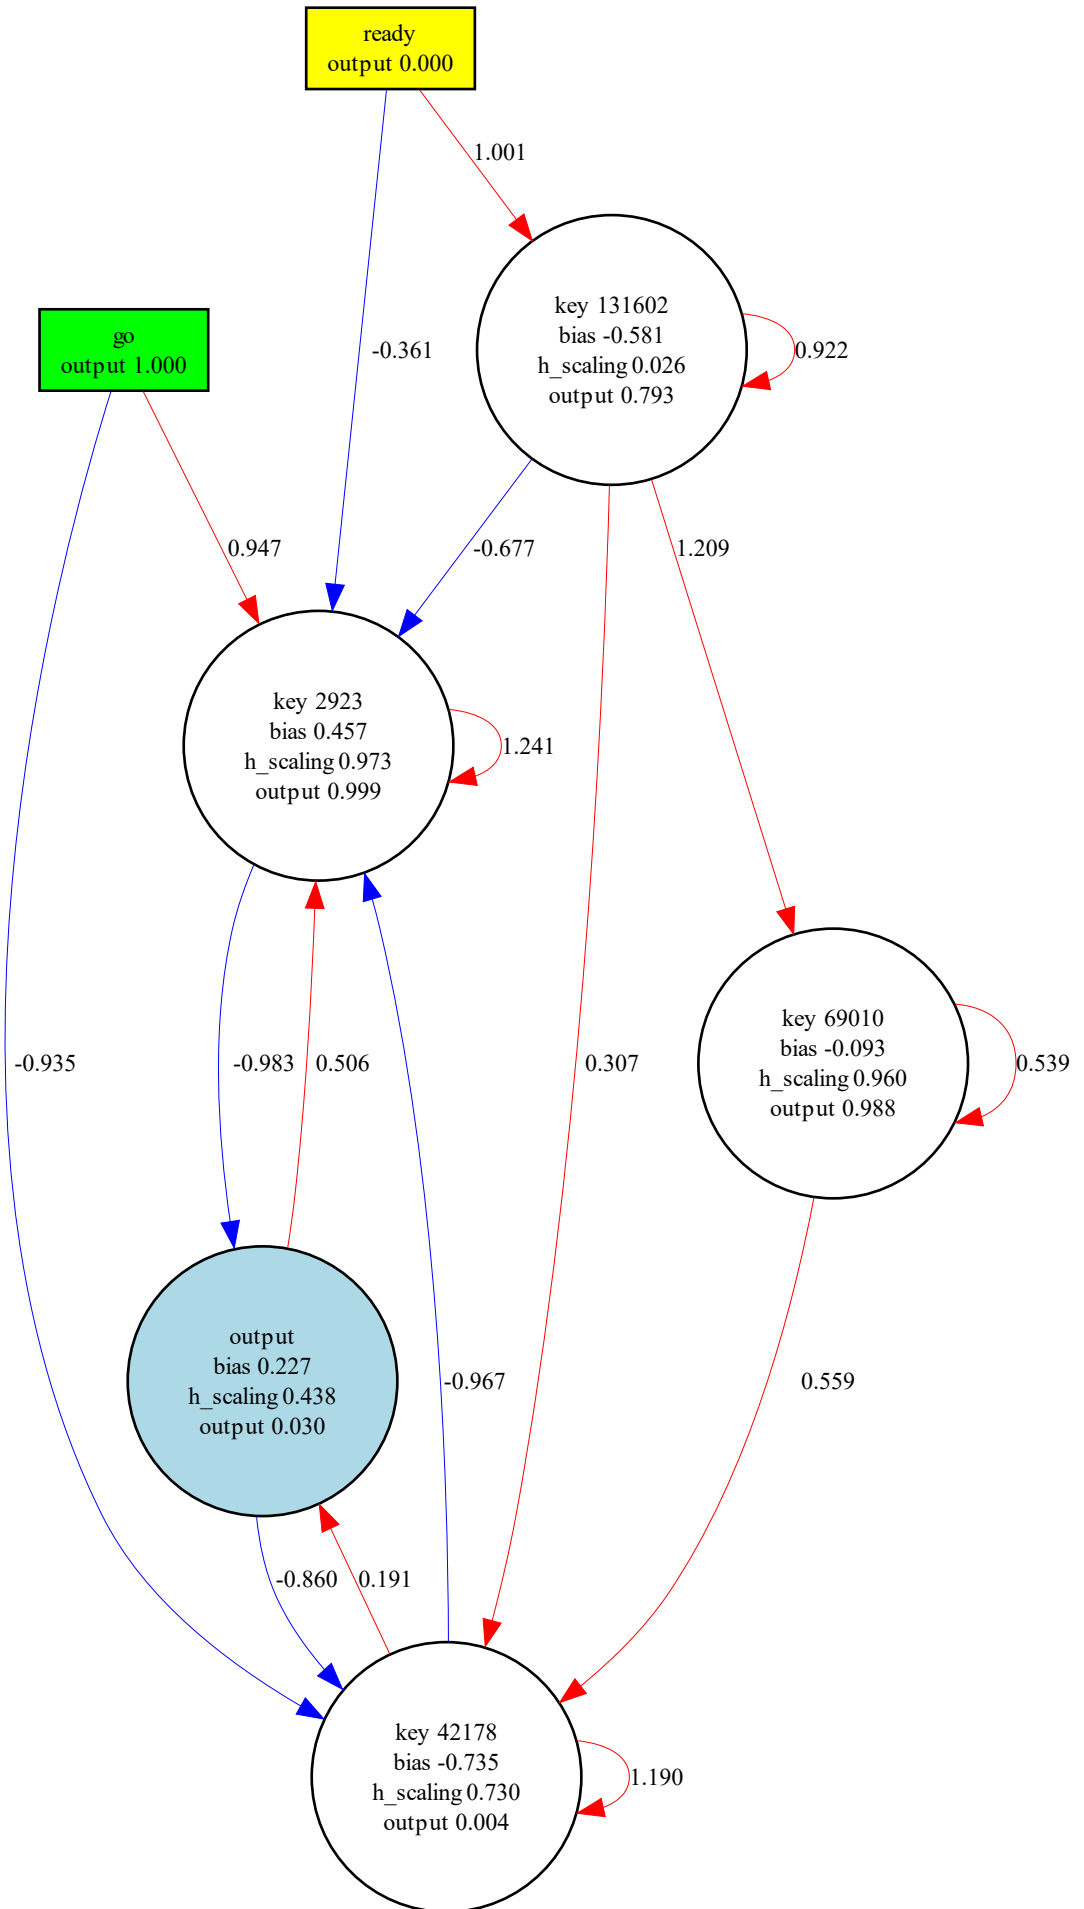 ready
output 0.000
1.001
key 131602
bias -0.581
h_scaling 0.026
output 0.793
0.922
go
output 1.000
-0.361
0.947
-0.677
1.209
key 2923
bias 0.457
h_scaling 0.973
output 0.999
1.241
key 69010
bias -0.093
h_scaling 0.960
output 0.988
0.539
-0.935
-0.983
0.506
0.307
output
bias 0.227
h_scaling 0.438
output 0.030
-0.967
0.559
-0.860
0.191
key 42178
bias -0.735
h_scaling 0.730
output 0.004
1.190